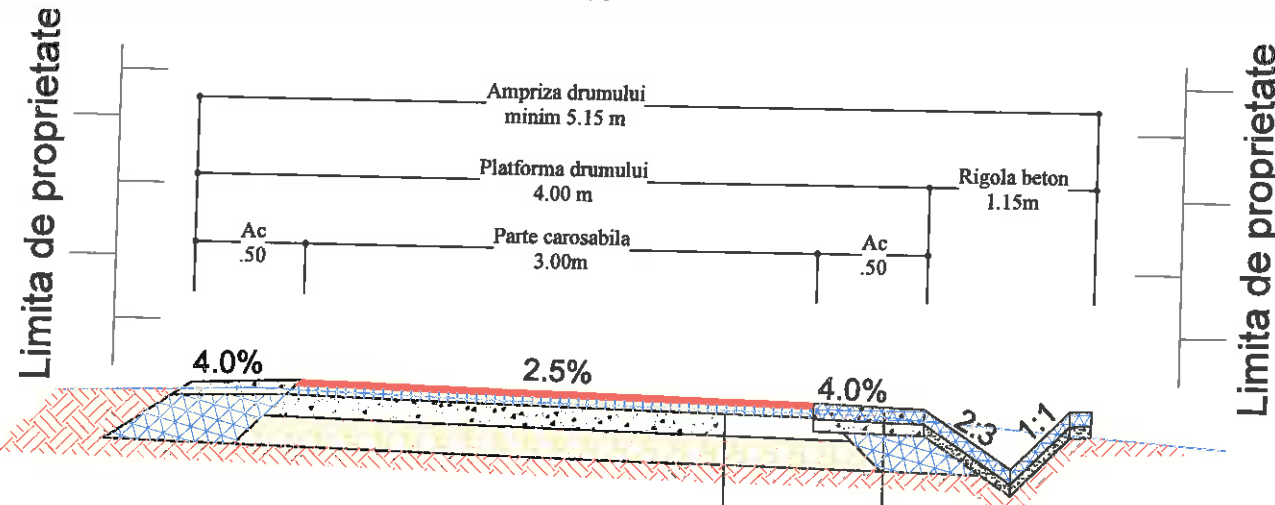 Limita de proprietate
Ampriza drumului
minim 5.15 m
Platforma drumului
4.00 m
Rigola beton
1.15m
Ac
.50
Parte carosabila
3.00m
Ac
.50
Limita de proprietate
4.0%
2.5%
4.0%
2:3
1:1